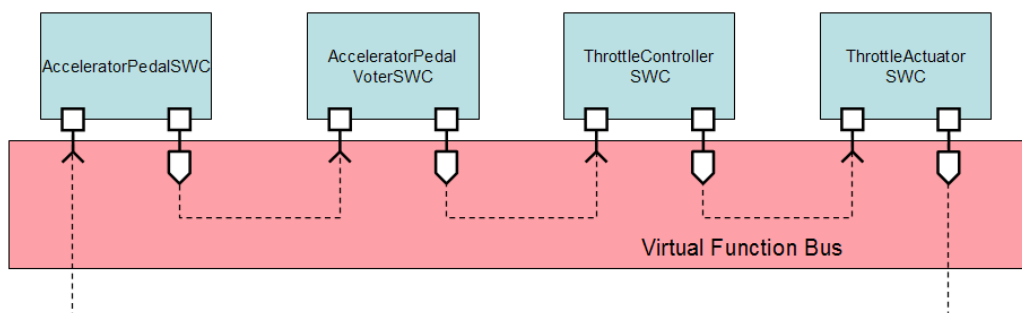 AcceleratorPedalSWC
AcceleratorPedal
VoterSWC
ThrottleController
SWC
ThrottleActuator
SWC
Virtual Function Bus